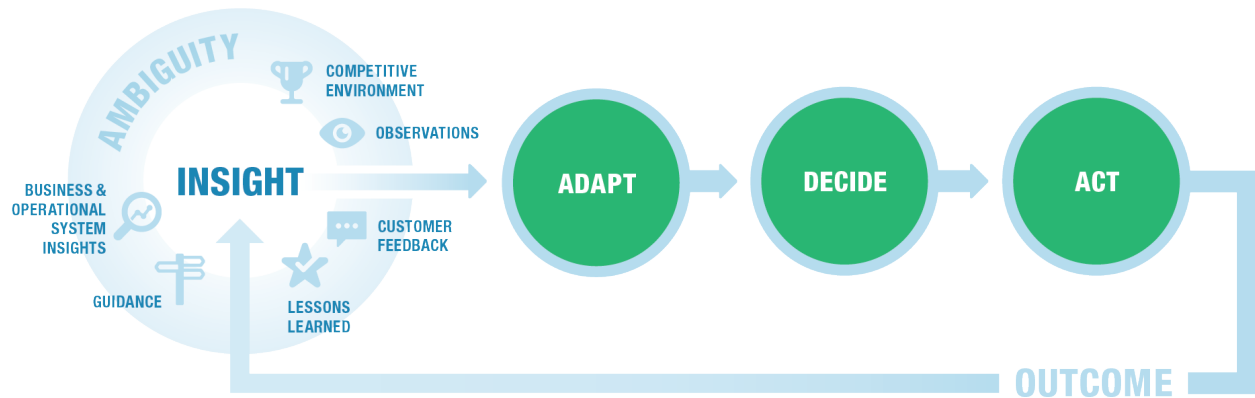 AMBIGUITY
COMPETITIVE
ENVIRONMENT
OBSERVATIONS
INSIGHT
BUSINESS &
OPERATIONAL
SYSTEM
INSIGHTS
CUSTOMER
FEEDBACK
GUIDANCE
LESSONS
LEARNED
ADAPT
DECIDE
ACT
OUTCOME